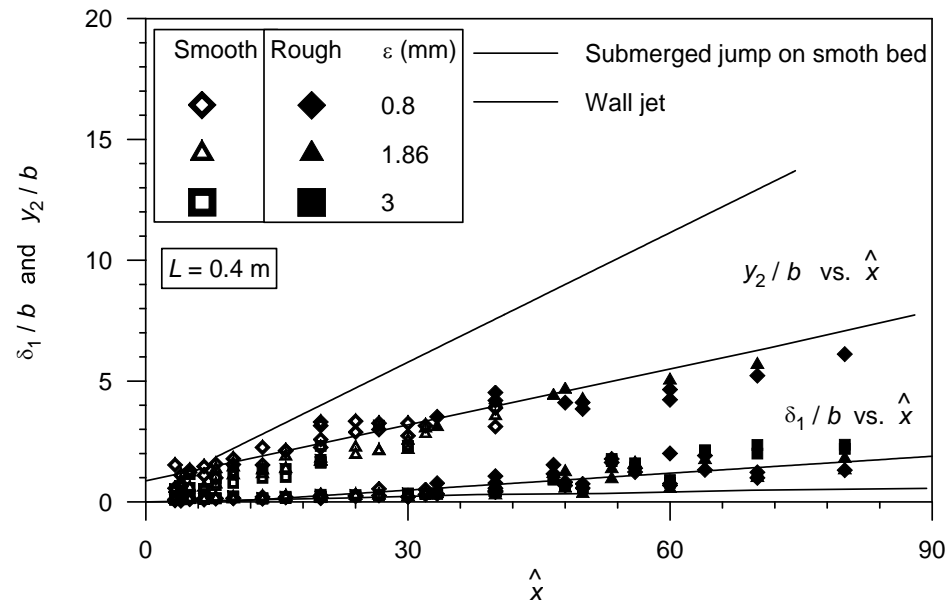 20
15
10
5
0
0
30
60
90
δ1 / b and y2 / b
x̂
Smooth Rough ε (mm)
0.8
1.86
3
Submerged jump on smoth bed
Wall jet
L = 0.4 m
y2 / b vs. x̂
δ1 / b vs. x̂